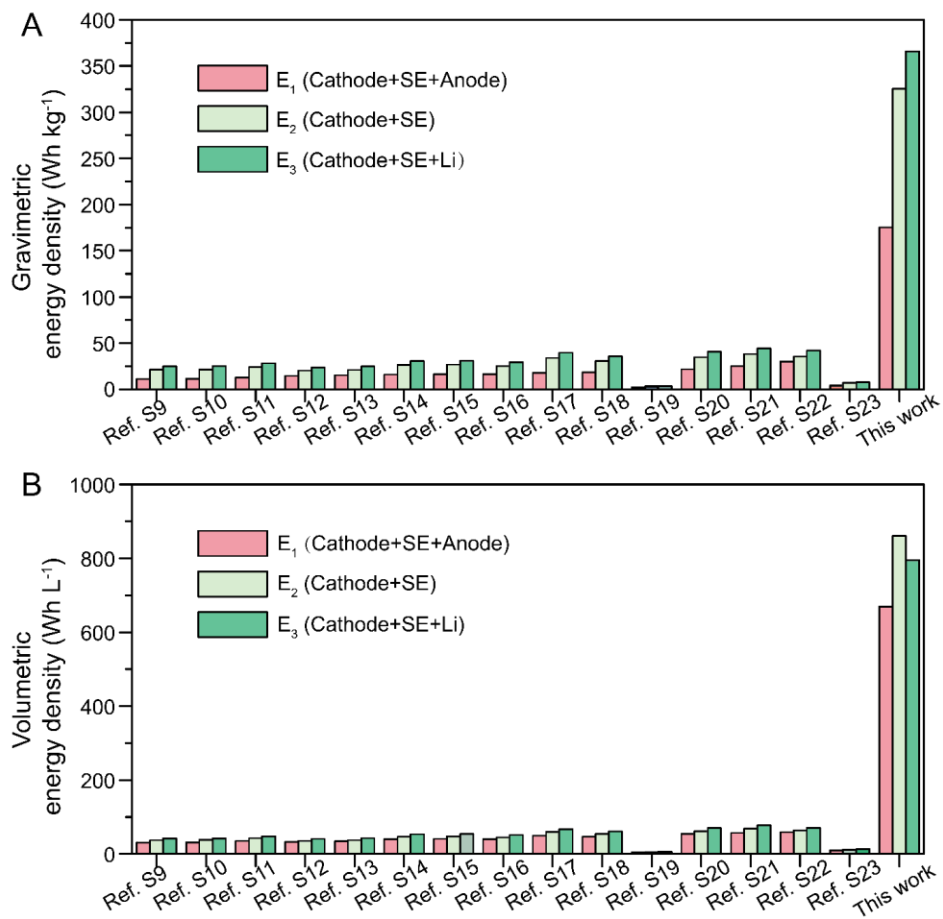 A
Gravimetric
energy density (Wh kg⁻¹)
400
350
300
250
200
150
100
50
0
E₁ (Cathode+SE+Anode)
E₂ (Cathode+SE)
E₃ (Cathode+SE+Li)
Ref. S9
Ref. S10
Ref. S11
Ref. S12
Ref. S13
Ref. S14
Ref. S15
Ref. S16
Ref. S17
Ref. S18
Ref. S19
Ref. S20
Ref. S21
Ref. S22
Ref. S23
This work
B
Volumetric
energy density (Wh L⁻¹)
1000
800
600
400
200
0
E₁ (Cathode+SE+Anode)
E₂ (Cathode+SE)
E₃ (Cathode+SE+Li)
Ref. S9
Ref. S10
Ref. S11
Ref. S12
Ref. S13
Ref. S14
Ref. S15
Ref. S16
Ref. S17
Ref. S18
Ref. S19
Ref. S20
Ref. S21
Ref. S22
Ref. S23
This work